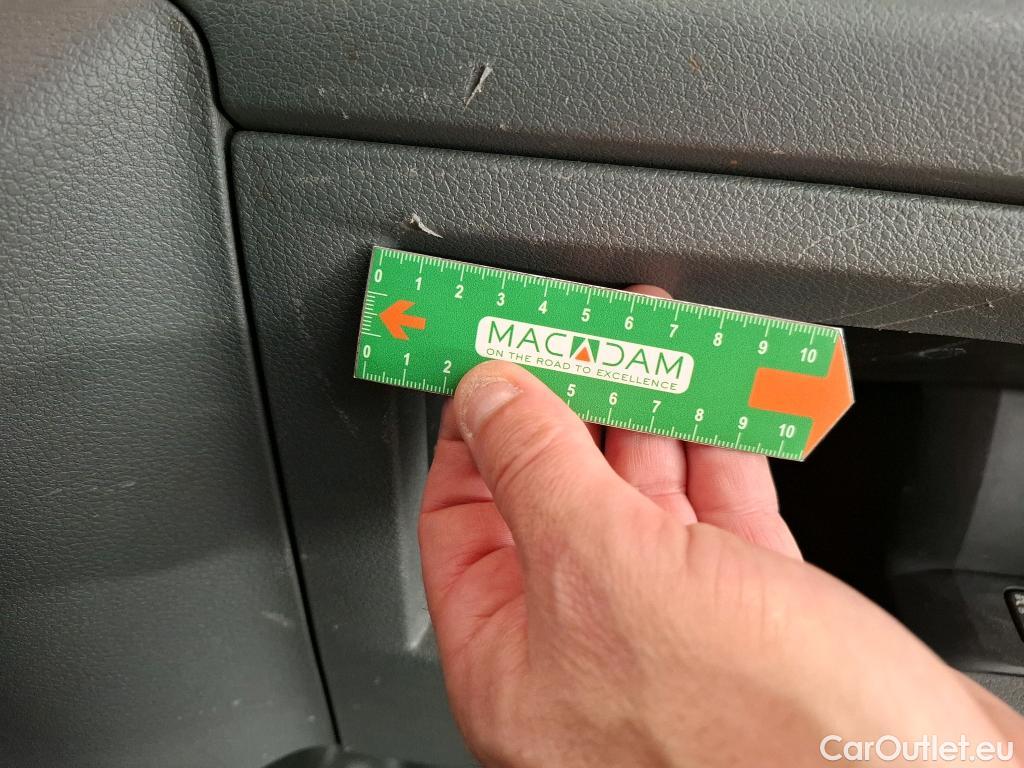 0 1 2 3 4 5 6 7 8 9 10
MACADAM
ON THE ROAD TO EXCELLENCE
0 1 2 5 6 7 8 9 10
CarOutlet.eu